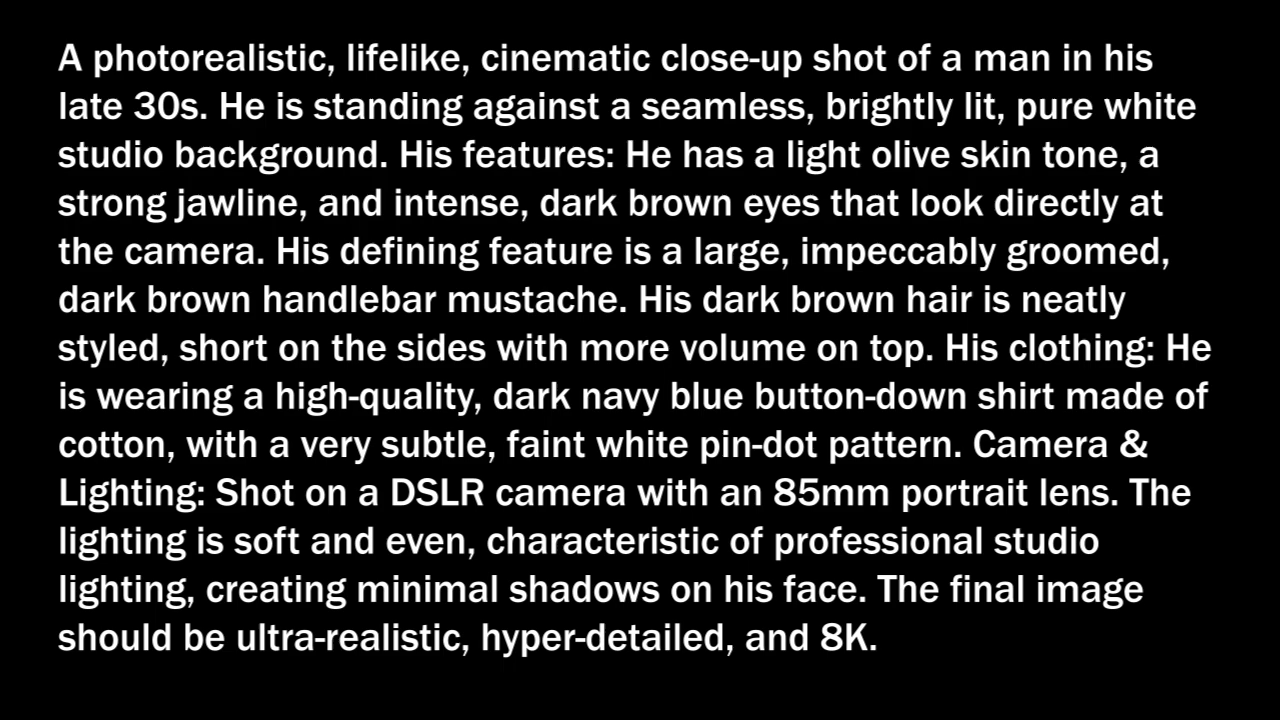 A photorealistic, lifelike, cinematic close-up shot of a man in his
late 30s. He is standing against a seamless, brightly lit, pure white
studio background. His features: He has a light olive skin tone, a
strong jawline, and intense, dark brown eyes that look directly at
the camera. His defining feature is a large, impeccably groomed,
dark brown handlebar mustache. His dark brown hair is neatly
styled, short on the sides with more volume on top. His clothing: He
is wearing a high-quality, dark navy blue button-down shirt made of
cotton, with a very subtle, faint white pin-dot pattern. Camera &
Lighting: Shot on a DSLR camera with an 85mm portrait lens. The
lighting is soft and even, characteristic of professional studio
lighting, creating minimal shadows on his face. The final image
should be ultra-realistic, hyper-detailed, and 8K.